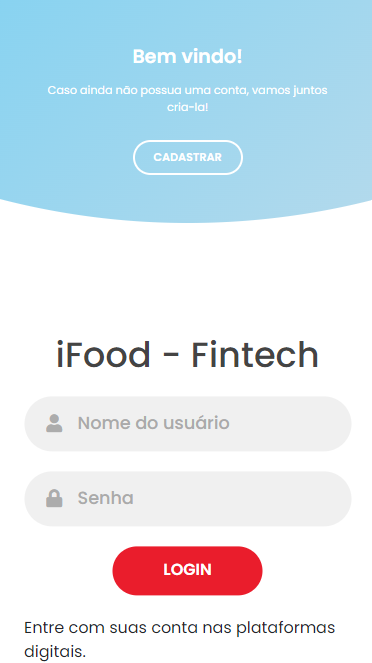 Bem vindo!
Caso ainda não possua uma conta, vamos juntos
cria-la!
CADASTRAR
iFood - Fintech
Nome do usuário
Senha
LOGIN
Entre com suas conta nas plataformas
digitais.